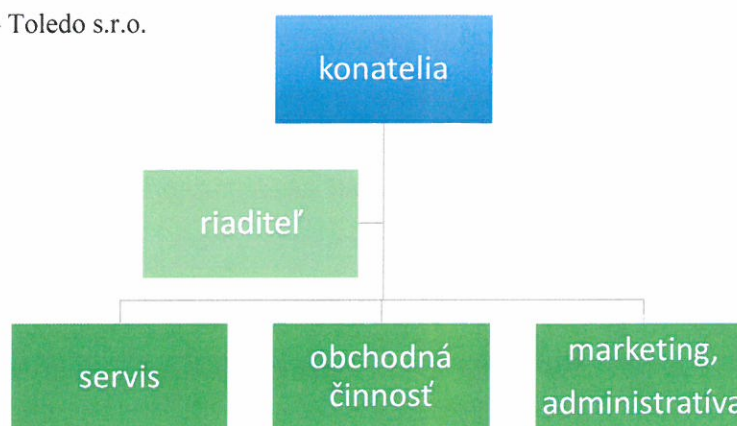 Toledo s.r.o.
konatelia
riaditeľ
servis
obchodná
činnosť
marketing,
administratíva